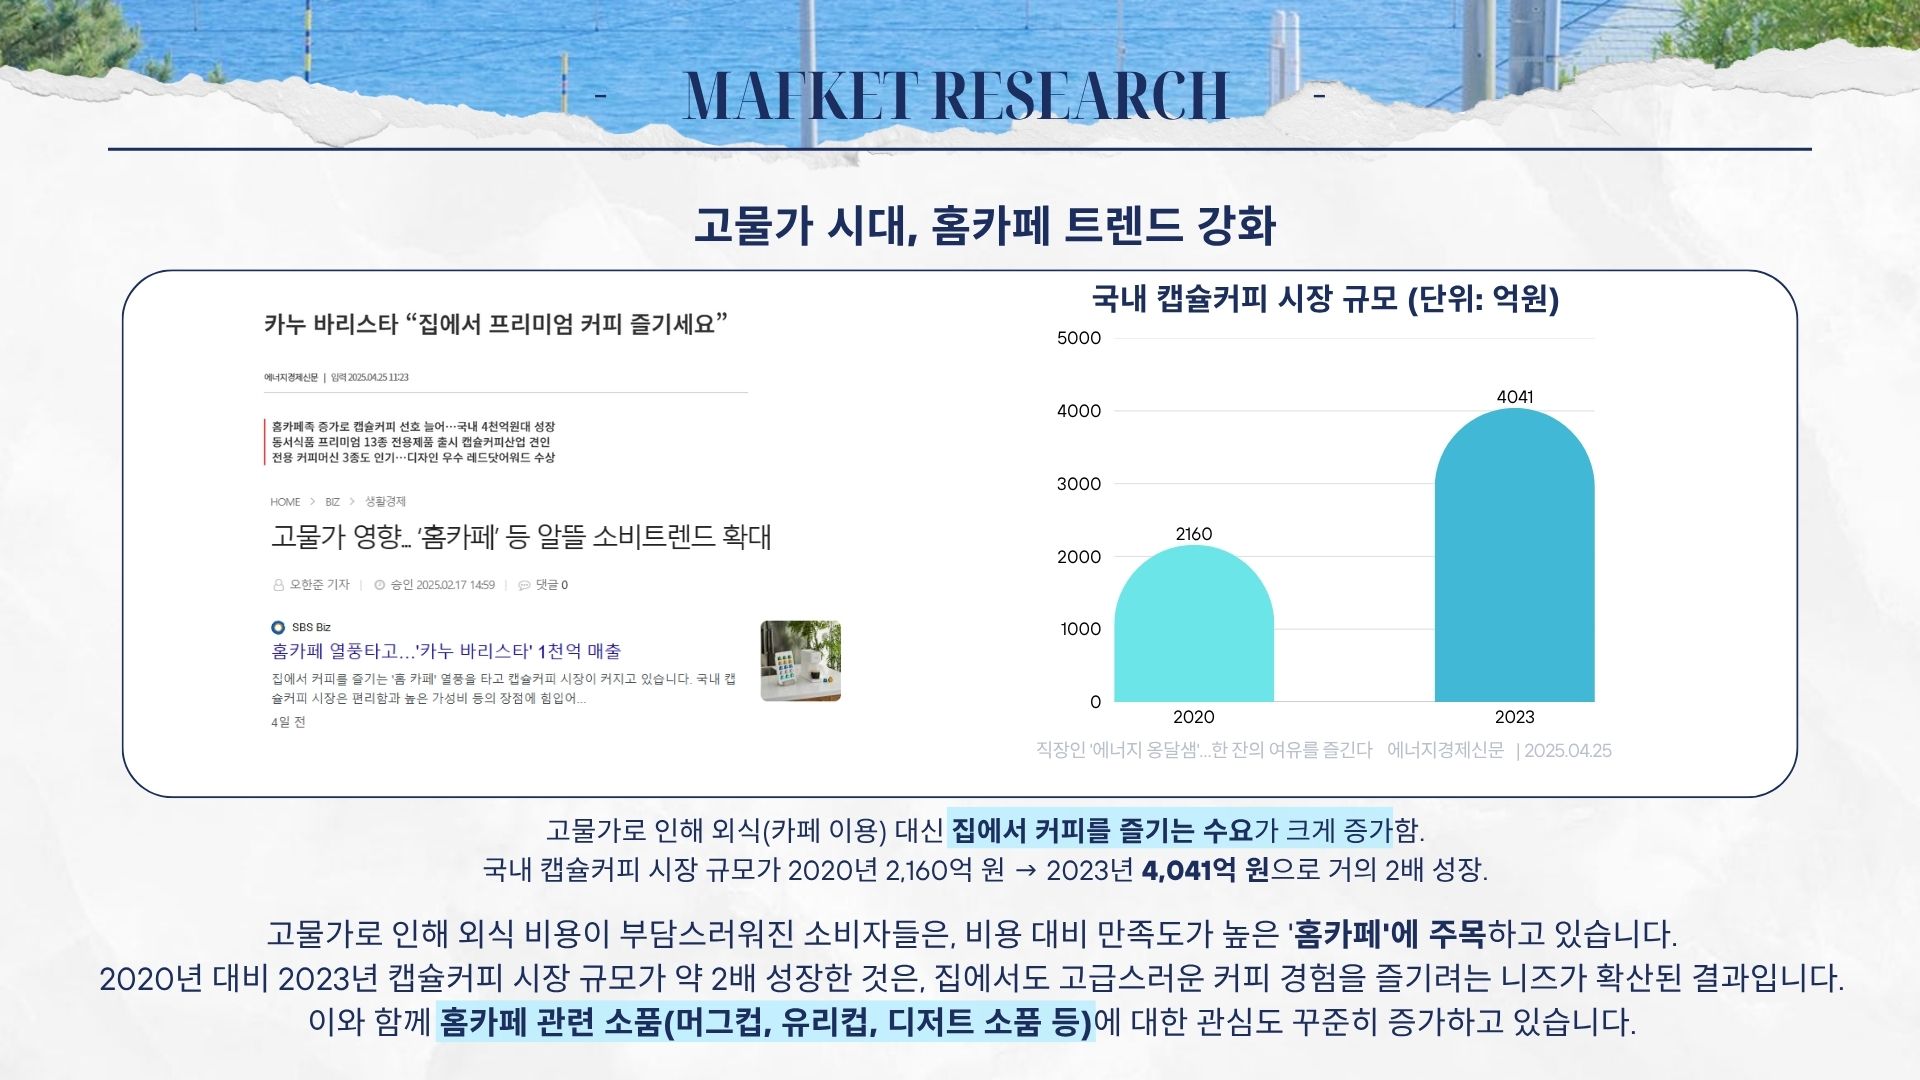 - MARKET RESEARCH -
고물가 시대, 홈카페 트렌드 강화
카누 바리스타 “집에서 프리미엄 커피 즐기세요”
에너지경제신문 | 입력 2025.04.25 11:23
홈카페족 증가로 캡슐커피 선호 늘어…국내 4천억원대 성장
동서식품 프리미엄 13종 전용제품 출시 캡슐커피산업 견인
전용 커피머신 3종도 인기…디자인 우수 레드닷어워드 수상
HOME > BIZ > 생활경제
고물가 영향... ‘홈카페’ 등 알뜰 소비트렌드 확대
오한준 기자 | 승인 2025.02.17 14:59 | 댓글 0
SBS Biz
홈카페 열풍타고...'카누 바리스타' 1천억 매출
집에서 커피를 즐기는 '홈 카페' 열풍을 타고 캡슐커피 시장이 커지고 있습니다. 국내 캡
슐커피 시장은 편리함과 높은 가성비 등의 장점에 힘입어...
4일 전
국내 캡슐커피 시장 규모 (단위: 억원)
5000
4000
3000
2000
1000
0
2160
4041
2020
2023
직장인 '에너지 옹달샘'...한 잔의 여유를 즐긴다 에너지경제신문 | 2025.04.25
고물가로 인해 외식(카페 이용) 대신 집에서 커피를 즐기는 수요가 크게 증가함.
국내 캡슐커피 시장 규모가 2020년 2,160억 원 → 2023년 4,041억 원으로 거의 2배 성장.
고물가로 인해 외식 비용이 부담스러워진 소비자들은, 비용 대비 만족도가 높은 '홈카페'에 주목하고 있습니다.
2020년 대비 2023년 캡슐커피 시장 규모가 약 2배 성장한 것은, 집에서도 고급스러운 커피 경험을 즐기려는 니즈가 확산된 결과입니다.
이와 함께 홈카페 관련 소품(머그컵, 유리컵, 디저트 소품 등)에 대한 관심도 꾸준히 증가하고 있습니다.